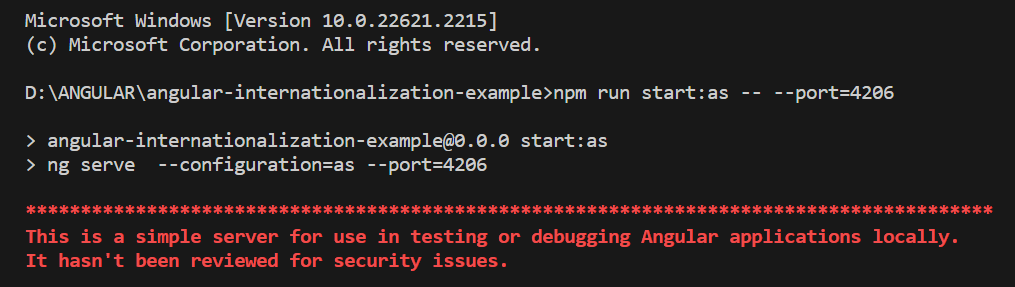 Microsoft Windows [Version 10.0.22621.2215]
(c) Microsoft Corporation. All rights reserved.
D:\ANGULAR\angular-internationalization-example>npm run start:as -- --port=4206
> angular-internationalization-example@0.0.0 start:as
> ng serve  --configuration=as --port=4206
****************************************************************************************
This is a simple server for use in testing or debugging Angular applications locally.
It hasn't been reviewed for security issues.